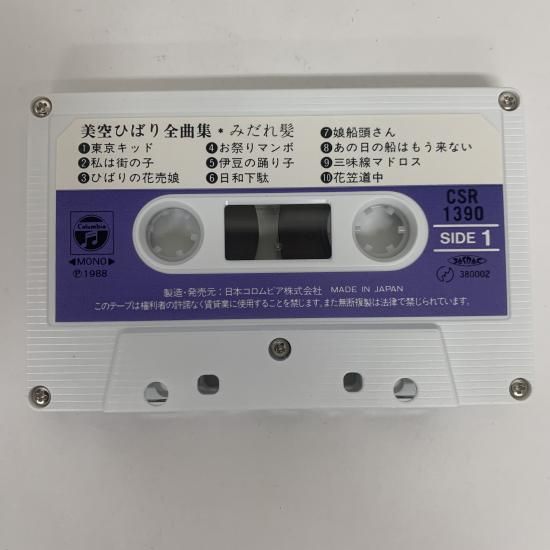 美空ひばり全曲集*みだれ髪
❶東京キッド
❷私は街の子
❸ひばりの花売娘
❹お祭りマンボ
❺伊豆の踊り子
❻日和下駄
❼娘船頭さん
❽あの日の船はもう来ない
❾三味線マドロス
❿花笠道中
Columbia
◀MONO▶
℗1988
CSR
1390
SIDE 1
380002
製造・発売元:日本コロムビア株式会社 MADE IN JAPAN
このテープは権利者の許諾なく賃貸業に使用することを禁じます。また無断複製は法律で禁じられています。